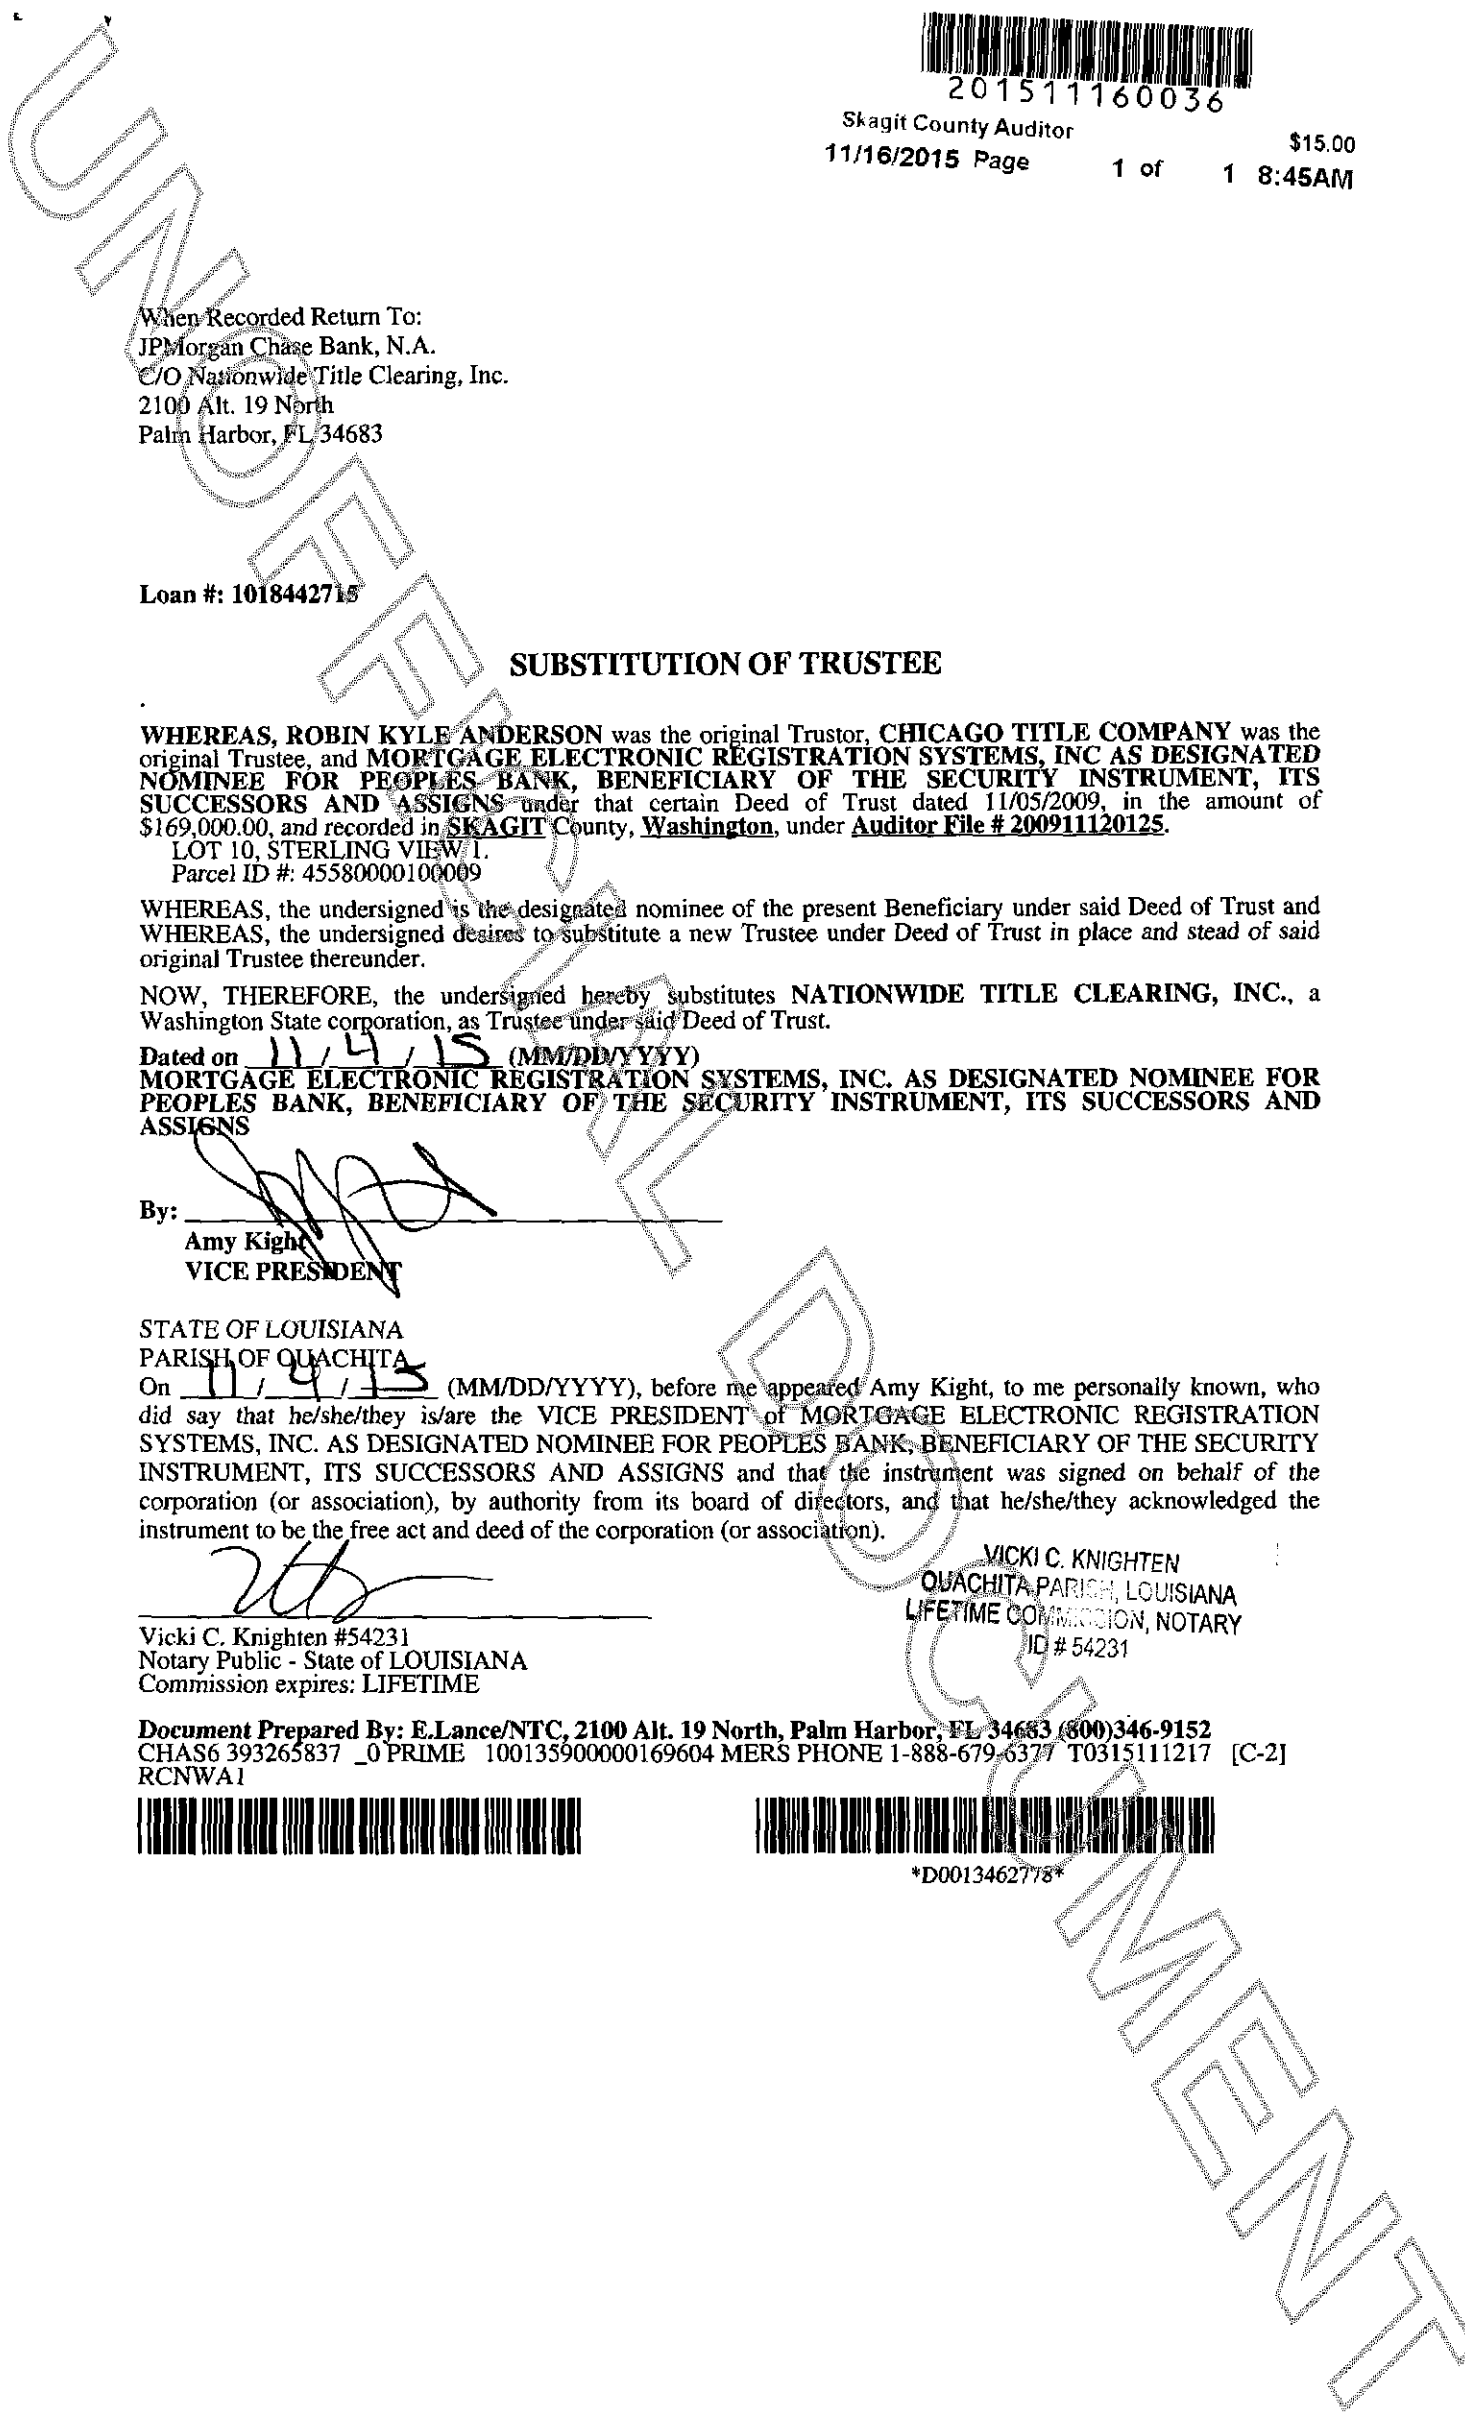 201511160036
Skagit County Auditor $15.00
11/16/2015 Page 1 of 1 8:45AM
When Recorded Return To:
JPMorgan Chase Bank, N.A.
C/O Nationwide Title Clearing, Inc.
2100 Alt. 19 North
Palm Harbor, FL 34683
Loan #: 1018442715
SUBSTITUTION OF TRUSTEE
WHEREAS, ROBIN KYLE ANDERSON was the original Trustor, CHICAGO TITLE COMPANY was the
original Trustee, and MORTGAGE ELECTRONIC REGISTRATION SYSTEMS, INC AS DESIGNATED
NOMINEE FOR PEOPLES BANK, BENEFICIARY OF THE SECURITY INSTRUMENT, ITS
SUCCESSORS AND ASSIGNS under that certain Deed of Trust dated 11/05/2009, in the amount of
$169,000.00, and recorded in SKAGIT County, Washington, under Auditor File # 200911120125.
LOT 10, STERLING VIEW 1.
Parcel ID #: 45580000100009
WHEREAS, the undersigned is the designated nominee of the present Beneficiary under said Deed of Trust and
WHEREAS, the undersigned desires to substitute a new Trustee under Deed of Trust in place and stead of said
original Trustee thereunder.
NOW, THEREFORE, the undersigned hereby substitutes NATIONWIDE TITLE CLEARING, INC., a
Washington State corporation, as Trustee under said Deed of Trust.
Dated on 11 / 4 / 15 (MM/DD/YYYY)
MORTGAGE ELECTRONIC REGISTRATION SYSTEMS, INC. AS DESIGNATED NOMINEE FOR
PEOPLES BANK, BENEFICIARY OF THE SECURITY INSTRUMENT, ITS SUCCESSORS AND
ASSIGNS
By:
Amy Kight
VICE PRESIDENT
STATE OF LOUISIANA
PARISH OF OUACHITA
On 11 / 4 / 15 (MM/DD/YYYY), before me appeared Amy Kight, to me personally known, who
did say that he/she/they is/are the VICE PRESIDENT of MORTGAGE ELECTRONIC REGISTRATION
SYSTEMS, INC. AS DESIGNATED NOMINEE FOR PEOPLES BANK, BENEFICIARY OF THE SECURITY
INSTRUMENT, ITS SUCCESSORS AND ASSIGNS and that the instrument was signed on behalf of the
corporation (or association), by authority from its board of directors, and that he/she/they acknowledged the
instrument to be the free act and deed of the corporation (or association).
VICKI C. KNIGHTEN
OUACHITA PARISH, LOUISIANA
LIFETIME COMMISSION, NOTARY
ID # 54231
Vicki C. Knighten #54231
Notary Public - State of LOUISIANA
Commission expires: LIFETIME
Document Prepared By: E.Lance/NTC, 2100 Alt. 19 North, Palm Harbor, FL 34683 (800)346-9152
CHAS6 393265837 _0 PRIME 100135900000169604 MERS PHONE 1-888-679-6377 T0315111217 [C-2]
RCNWA1
*D0013462778*
UNOFFICIAL DOCUMENT